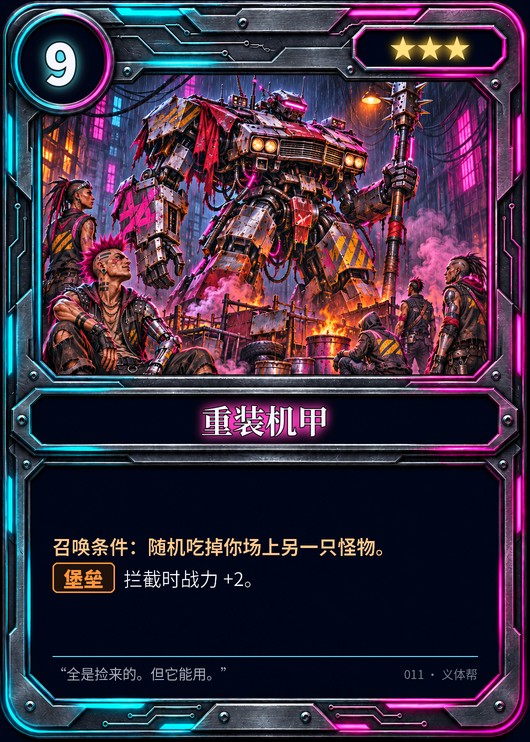 9
★★★
重装机甲
召唤条件：随机吃掉你场上另一只怪物。
堡垒 拦截时战力 +2。
“全是捡来的。但它能用。”
011 · 义体帮